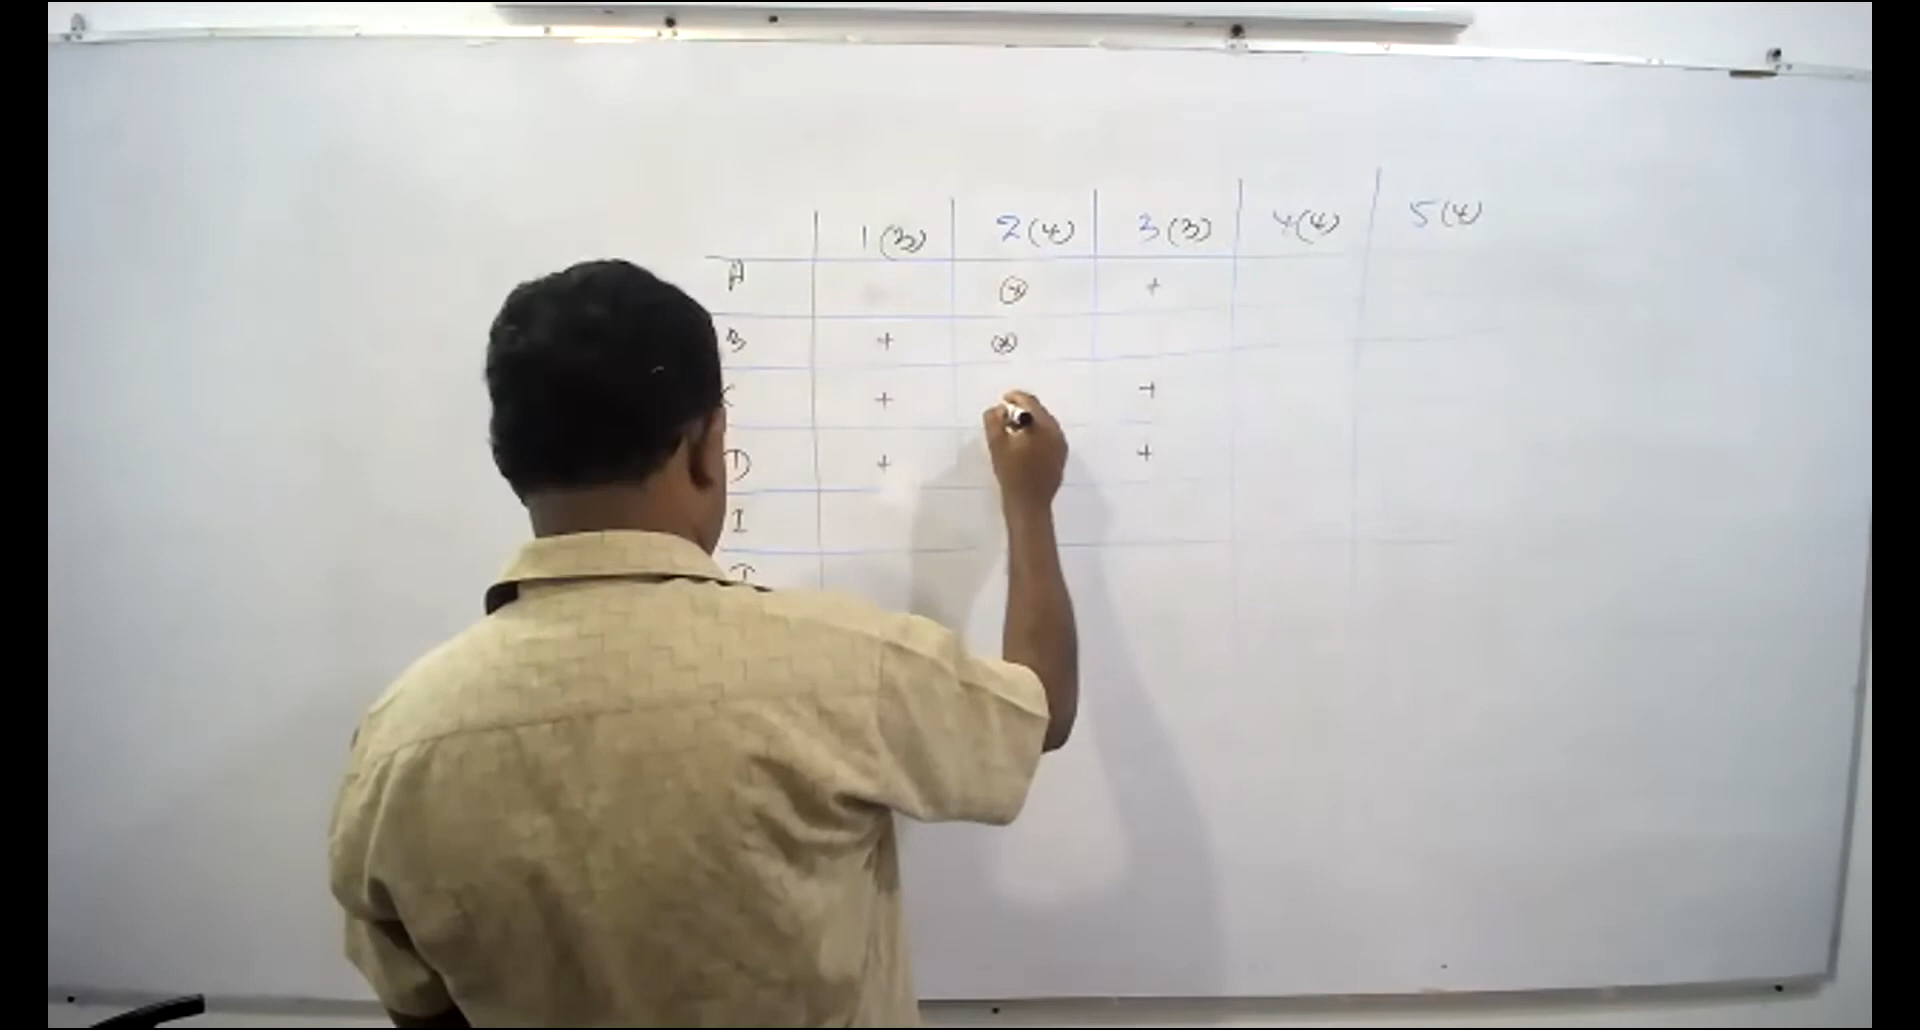 1(3) 2(4) 3(3) 4(4) 5(4)
A ⊕ +
B + ⊗
C + +
D + +
I